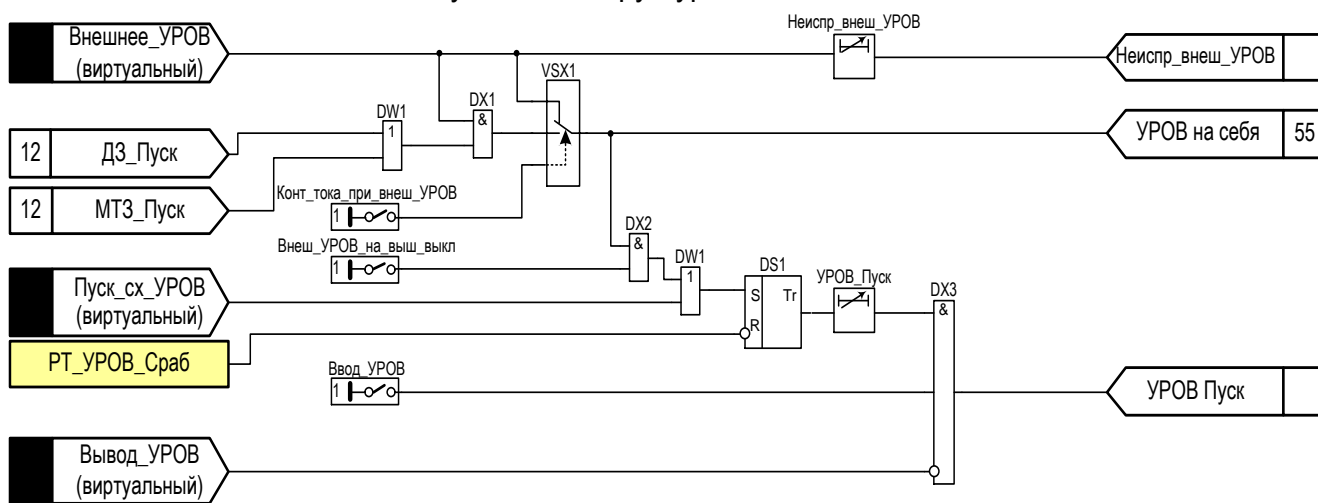 Неиспр_внеш_УРОВ
Внешнее_УРОВ
(виртуальный)
Неиспр_внеш_УРОВ
VSX1
DX1
DW1
&
1
12 ДЗ_Пуск
УРОВ на себя 55
12 МТЗ_Пуск
Конт_тока_при_внеш_УРОВ
1
DX2
Внеш_УРОВ_на_выш_выкл
&
1
DW1
1
DS1
УРОВ_Пуск
DX3
Пуск_сх_УРОВ
(виртуальный)
S Tr
&
R
РТ_УРОВ_Сраб
Ввод_УРОВ
1
УРОВ Пуск
Вывод_УРОВ
(виртуальный)